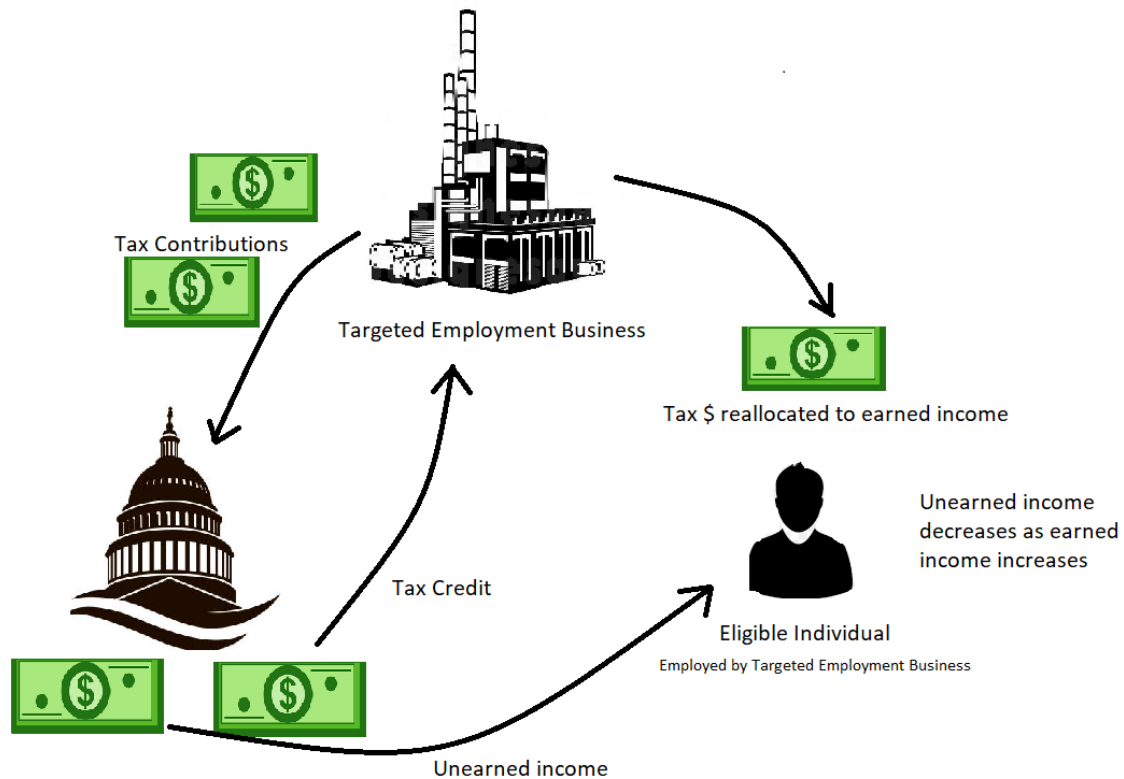 Tax Contributions
Targeted Employment Business
Tax $ reallocated to earned income
Unearned income
decreases as earned
income increases
Tax Credit
Eligible Individual
Employed by Targeted Employment Business
Unearned income